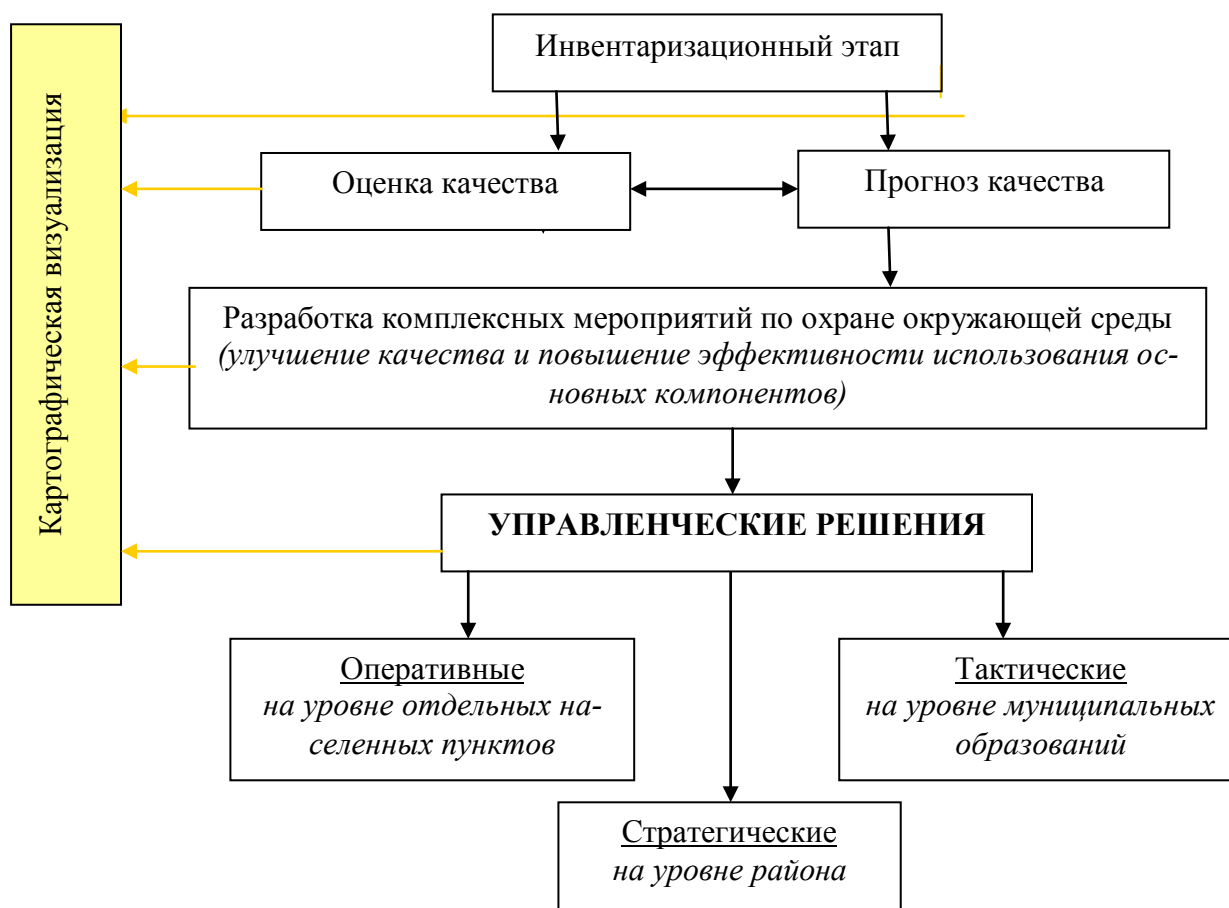 Картографическая визуализация
Инвентаризационный этап
Оценка качества
Прогноз качества
Разработка комплексных мероприятий по охране окружающей среды
(улучшение качества и повышение эффективности использования ос-
новных компонентов)
УПРАВЛЕНЧЕСКИЕ РЕШЕНИЯ
Оперативные
на уровне отдельных на-
селенных пунктов
Тактические
на уровне муниципальных
образований
Стратегические
на уровне района